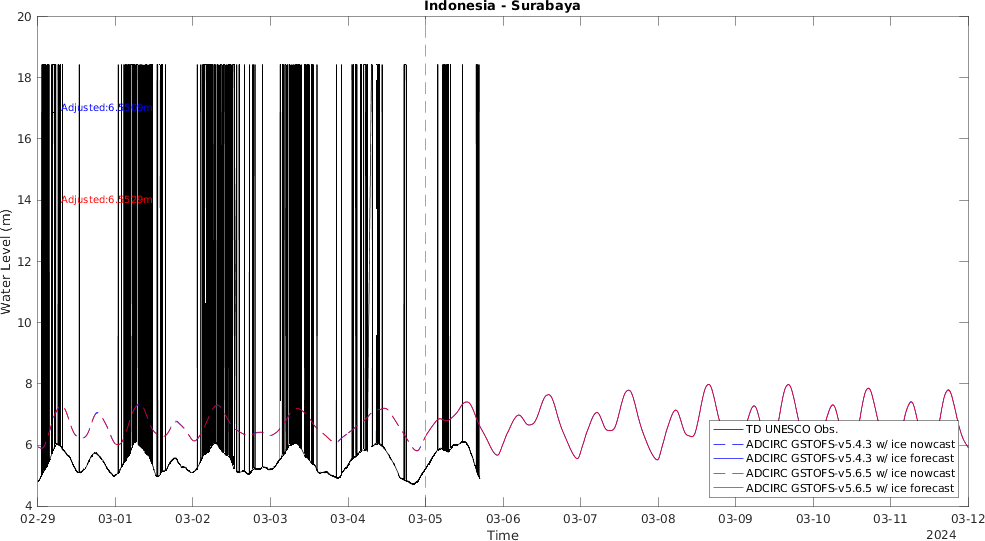 Indonesia - Surabaya
20
18
16
14
12
10
8
6
4
Water Level (m)
02-29 03-01 03-02 03-03 03-04 03-05 03-06 03-07 03-08 03-09 03-10 03-11 03-12
Time
2024
TD UNESCO Obs.
ADCIRC GSTOFS-v5.4.3 w/ ice nowcast
ADCIRC GSTOFS-v5.4.3 w/ ice forecast
ADCIRC GSTOFS-v5.6.5 w/ ice nowcast
ADCIRC GSTOFS-v5.6.5 w/ ice forecast